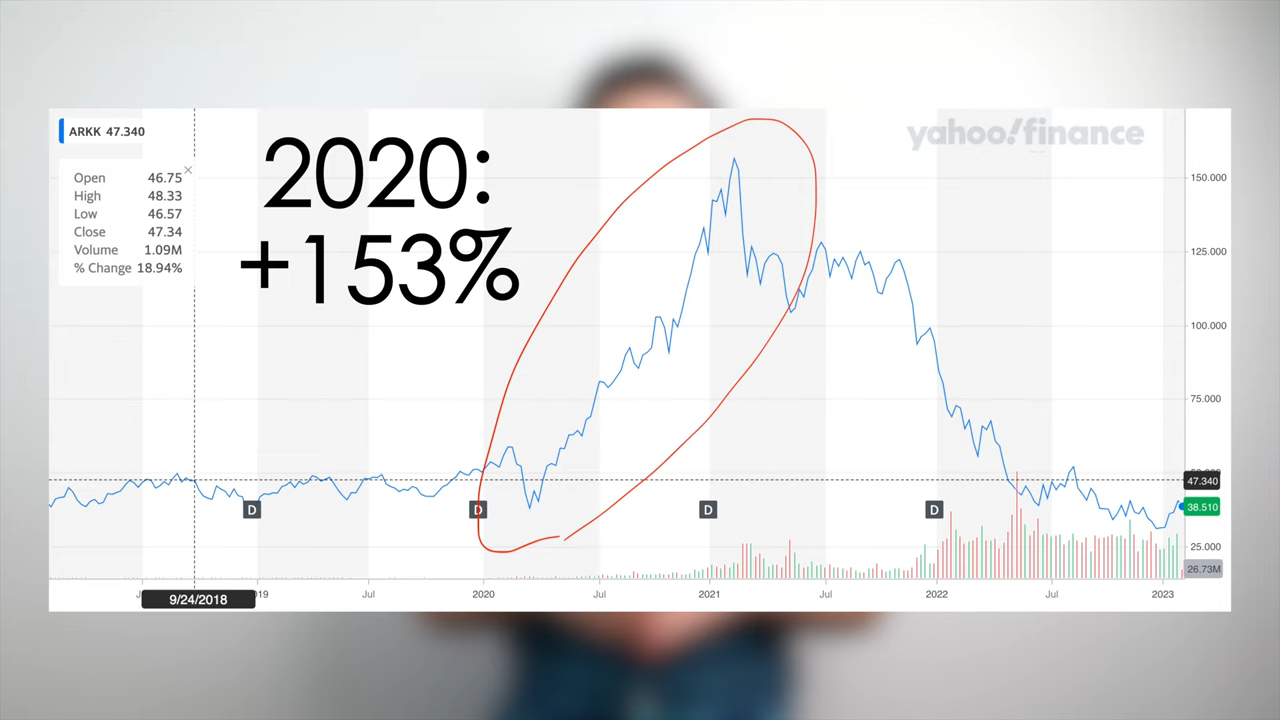 ARKK 47.340
Open 46.75
High 48.33
Low 46.57
Close 47.34
Volume 1.09M
% Change 18.94%
2020:
+153%
yahoo!finance
150.000
125.000
100.000
75.000
47.340
38.510
25.000
26.73M
D
D
D
D
9/24/2018
Jul
2020
Jul
2021
Jul
2022
Jul
2023